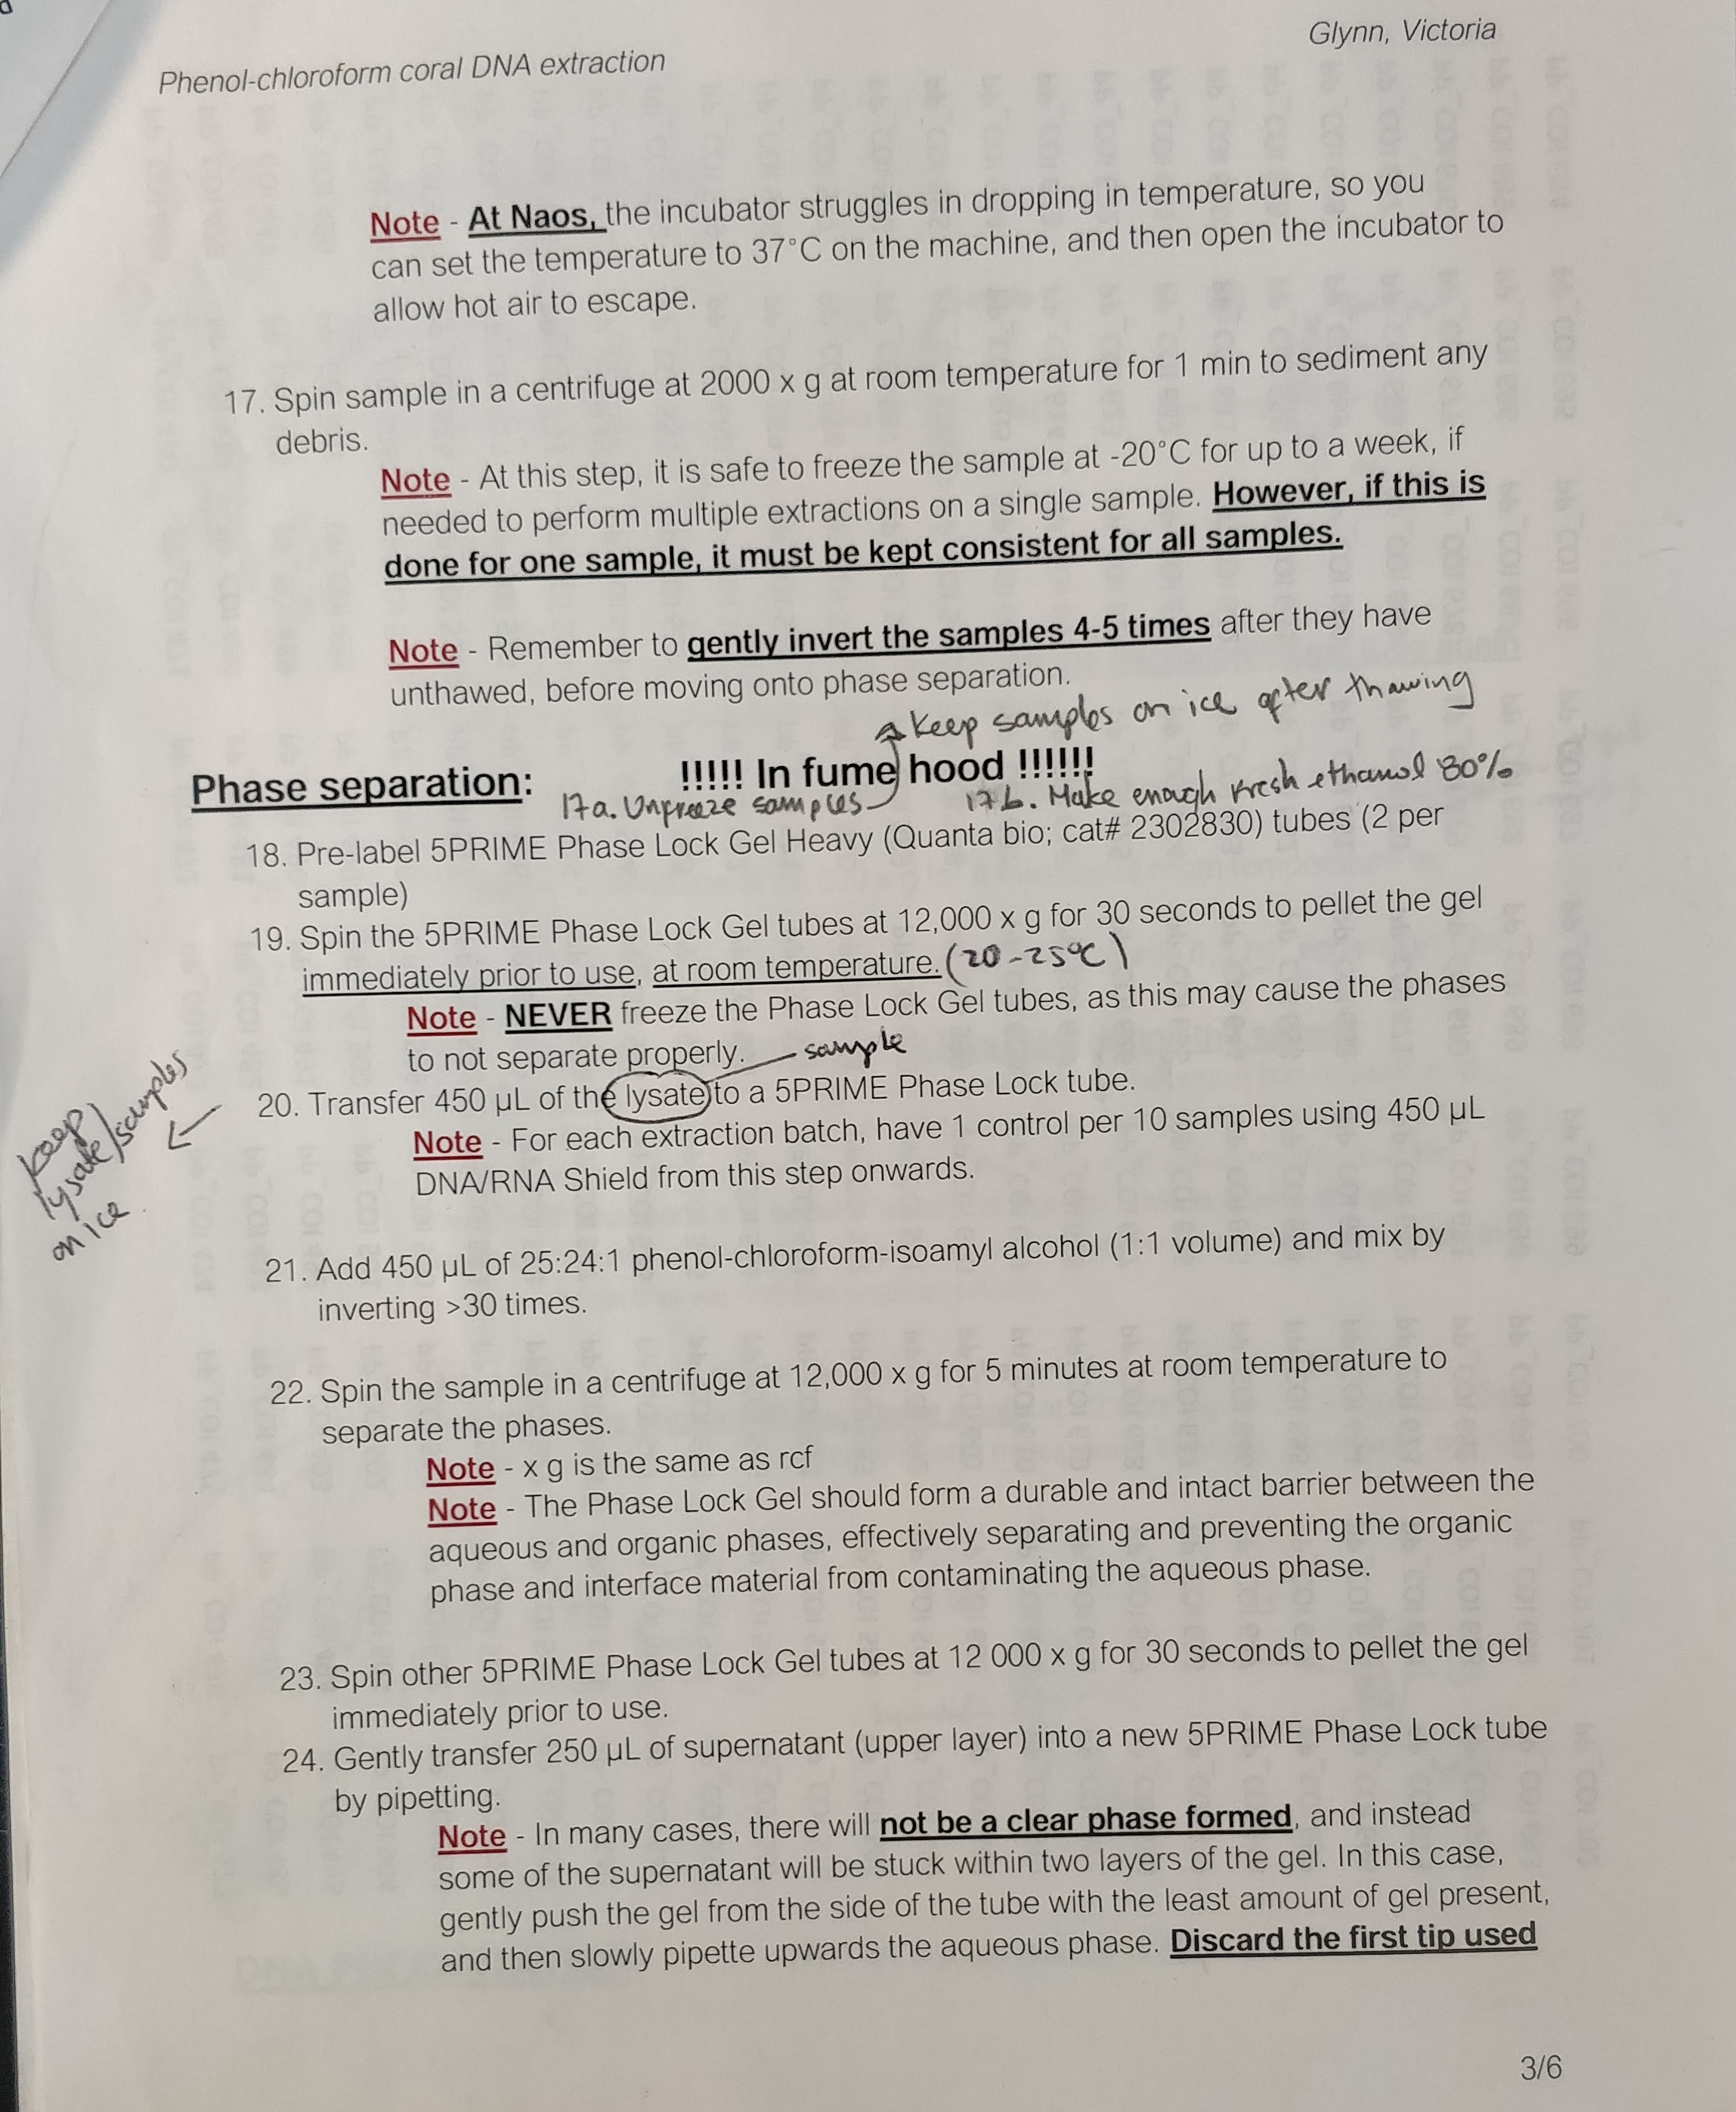 Glynn, Victoria
Phenol-chloroform coral DNA extraction
Note - At Naos, the incubator struggles in dropping in temperature, so you
can set the temperature to 37°C on the machine, and then open the incubator to
allow hot air to escape.
17. Spin sample in a centrifuge at 2000 x g at room temperature for 1 min to sediment any
debris.
Note - At this step, it is safe to freeze the sample at -20°C for up to a week, if
needed to perform multiple extractions on a single sample. However, if this is
done for one sample, it must be kept consistent for all samples.
Note - Remember to gently invert the samples 4-5 times after they have
unthawed, before moving onto phase separation.
Keep samples on ice after thawing
Phase separation: !!!!! In fume hood !!!!!!
17a. Unfreeze samples 17b. Make enough fresh ethanol 80%
18. Pre-label 5PRIME Phase Lock Gel Heavy (Quanta bio; cat# 2302830) tubes (2 per
sample)
19. Spin the 5PRIME Phase Lock Gel tubes at 12,000 x g for 30 seconds to pellet the gel
immediately prior to use, at room temperature. (20-25°C)
Note - NEVER freeze the Phase Lock Gel tubes, as this may cause the phases
to not separate properly. sample
20. Transfer 450 µL of the lysate to a 5PRIME Phase Lock tube.
keep
lysate/samples
on ice
Note - For each extraction batch, have 1 control per 10 samples using 450 µL
DNA/RNA Shield from this step onwards.
21. Add 450 µL of 25:24:1 phenol-chloroform-isoamyl alcohol (1:1 volume) and mix by
inverting >30 times.
22. Spin the sample in a centrifuge at 12,000 x g for 5 minutes at room temperature to
separate the phases.
Note - x g is the same as rcf
Note - The Phase Lock Gel should form a durable and intact barrier between the
aqueous and organic phases, effectively separating and preventing the organic
phase and interface material from contaminating the aqueous phase.
23. Spin other 5PRIME Phase Lock Gel tubes at 12 000 x g for 30 seconds to pellet the gel
immediately prior to use.
24. Gently transfer 250 µL of supernatant (upper layer) into a new 5PRIME Phase Lock tube
by pipetting.
Note - In many cases, there will not be a clear phase formed, and instead
some of the supernatant will be stuck within two layers of the gel. In this case,
gently push the gel from the side of the tube with the least amount of gel present,
and then slowly pipette upwards the aqueous phase. Discard the first tip used
3/6